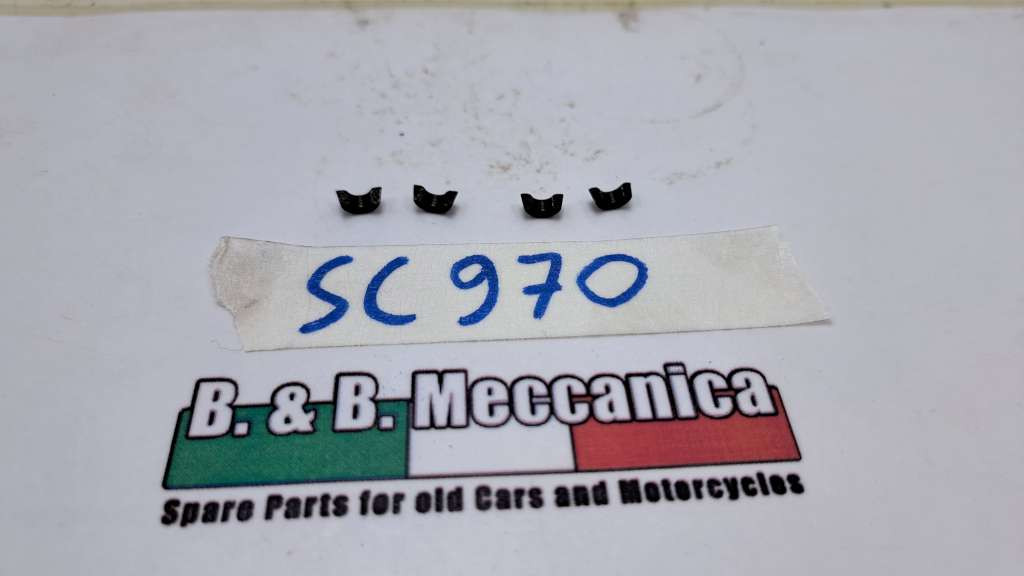 SC970
B. & B. Meccanica
Spare Parts for old Cars and Motorcycles